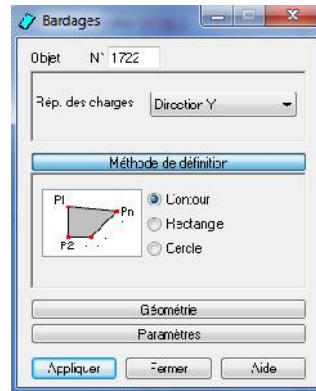 Bardages
Objet N° 1722
Rép. des charges Direction Y
Méthode de définition
P1
Pn
P2
Contour
Rectangle
Cercle
Géométrie
Paramètres
Appliquer Fermer Aide